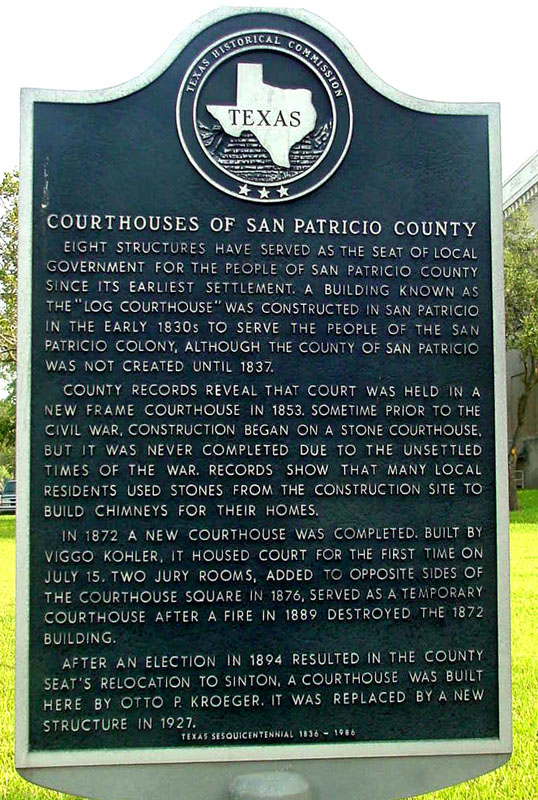 TEXAS HISTORICAL COMMISSION
TEXAS
COURTHOUSES OF SAN PATRICIO COUNTY
EIGHT STRUCTURES HAVE SERVED AS THE SEAT OF LOCAL
GOVERNMENT FOR THE PEOPLE OF SAN PATRICIO COUNTY
SINCE ITS EARLIEST SETTLEMENT. A BUILDING KNOWN AS
THE "LOG COURTHOUSE" WAS CONSTRUCTED IN SAN PATRICIO
IN THE EARLY 1830s TO SERVE THE PEOPLE OF THE SAN
PATRICIO COLONY, ALTHOUGH THE COUNTY OF SAN PATRICIO
WAS NOT CREATED UNTIL 1837.
COUNTY RECORDS REVEAL THAT COURT WAS HELD IN A
NEW FRAME COURTHOUSE IN 1853. SOMETIME PRIOR TO THE
CIVIL WAR, CONSTRUCTION BEGAN ON A STONE COURTHOUSE,
BUT IT WAS NEVER COMPLETED DUE TO THE UNSETTLED
TIMES OF THE WAR. RECORDS SHOW THAT MANY LOCAL
RESIDENTS USED STONES FROM THE CONSTRUCTION SITE TO
BUILD CHIMNEYS FOR THEIR HOMES.
IN 1872 A NEW COURTHOUSE WAS COMPLETED. BUILT BY
VIGGO KOHLER, IT HOUSED COURT FOR THE FIRST TIME ON
JULY 15. TWO JURY ROOMS, ADDED TO OPPOSITE SIDES OF
THE COURTHOUSE SQUARE IN 1876, SERVED AS A TEMPORARY
COURTHOUSE AFTER A FIRE IN 1889 DESTROYED THE 1872
BUILDING.
AFTER AN ELECTION IN 1894 RESULTED IN THE COUNTY
SEAT'S RELOCATION TO SINTON, A COURTHOUSE WAS BUILT
HERE BY OTTO P. KROEGER. IT WAS REPLACED BY A NEW
STRUCTURE IN 1927.
TEXAS SESQUICENTENNIAL 1836 – 1986